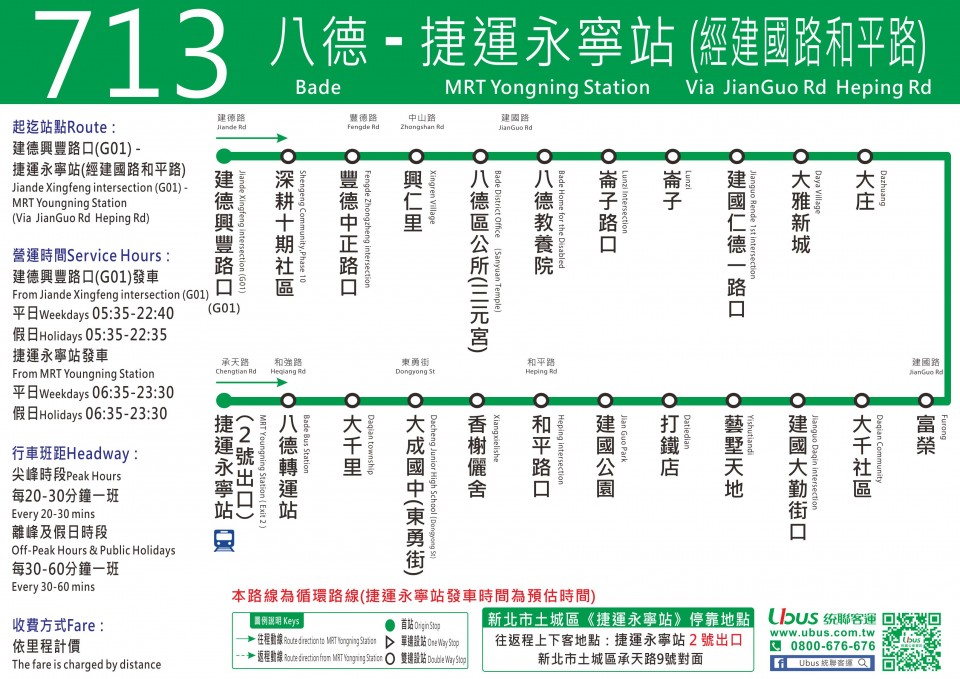 713
八德 - 捷運永寧站 (經建國路和平路)
Bade MRT Yongning Station Via JianGuo Rd Heping Rd
起迄站點Route :
建德興豐路口(G01) -
捷運永寧站(經建國路和平路)
Jiande Xingfeng intersection (G01) -
MRT Youngning Station
(Via JianGuo Rd Heping Rd)
營運時間Service Hours :
建德興豐路口(G01)發車
From Jiande Xingfeng intersection (G01)
平日Weekdays 05:35-22:40
假日Holidays 05:35-22:35
捷運永寧站發車
From MRT Youngning Station
平日Weekdays 06:35-23:30
假日Holidays 06:35-23:30
行車班距Headway :
尖峰時段Peak Hours
每20-30分鐘一班
Every 20-30 mins
離峰及假日時段
Off-Peak Hours & Public Holidays
每30-60分鐘一班
Every 30-60 mins
收費方式Fare :
依里程計價
The fare is charged by distance
建德路
Jiande Rd
豐德路
Fengde Rd
中山路
Zhongshan Rd
建國路
JianGuo Rd
建德興豐路口
(G01)
Jiande Xingfeng intersection (G01)
深耕十期社區
Shengeng Community,Phase 10
豐德中正路口
Fengde Zhongzheng intersection
興仁里
Xingren Village
八德區公所(三元宮)
Bade District Office (Sanyuan Temple)
八德教養院
Bade Home for the Disabled
崙子路口
Lunzi Intersection
崙子
Lunzi
建國仁德一路口
Jianguo Rende 1st intersection
大雅新城
Daya Village
大庄
Dazhuang
承天路
Chengtian Rd
和強路
Heqiang Rd
東勇街
Dongyong St
和平路
Heping Rd
建國路
JianGuo Rd
捷運永寧站
(2號出口)
MRT Youngning Station ( Exit 2 )
八德轉運站
Bade Bus Station
大千里
Daqian township
大成國中(東勇街)
Dacheng Junior High School (Dongyong St)
香榭儷舍
Xiangxielishe
和平路口
Heping intersection
建國公園
Jian Guo Park
打鐵店
Datiedian
藝墅天地
Yishutiandi
建國大勤街口
Jianguo Daqin intersection
大千社區
Daqian Community
富榮
Furong
本路線為循環路線(捷運永寧站發車時間為預估時間)
圖例說明 Keys
往程動線 Route direction to MRT Yongning Station
返程動線 Route direction from MRT Yongning Station
首站 Origin Stop
單邊設站 One Way Stop
雙邊設站 Double Way Stop
新北市土城區《捷運永寧站》停靠地點
往返程上下客地點：捷運永寧站 2 號出口
新北市土城區承天路9號對面
Ubus 統聯客運
www.ubus.com.tw
0800-676-676
Ubus 統聯客運